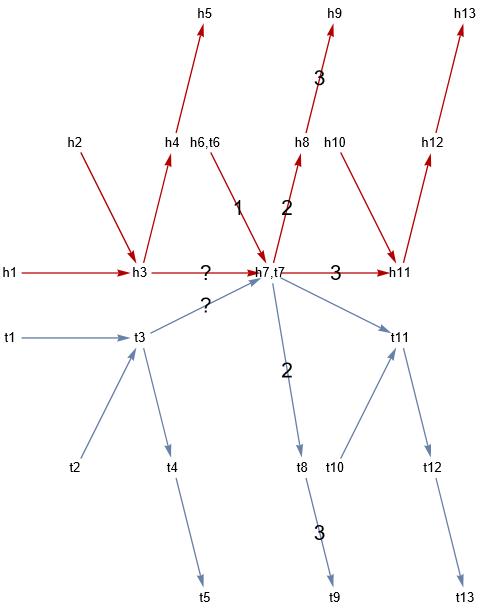 h5 h9 h13
3
h2 h4 h6,t6 h8 h10 h12
1 2
h1 h3 ? h7,t7 3 h11
?
t1 t3 t11
2
t2 t4 t8 t10 t12
3
t5 t9 t13